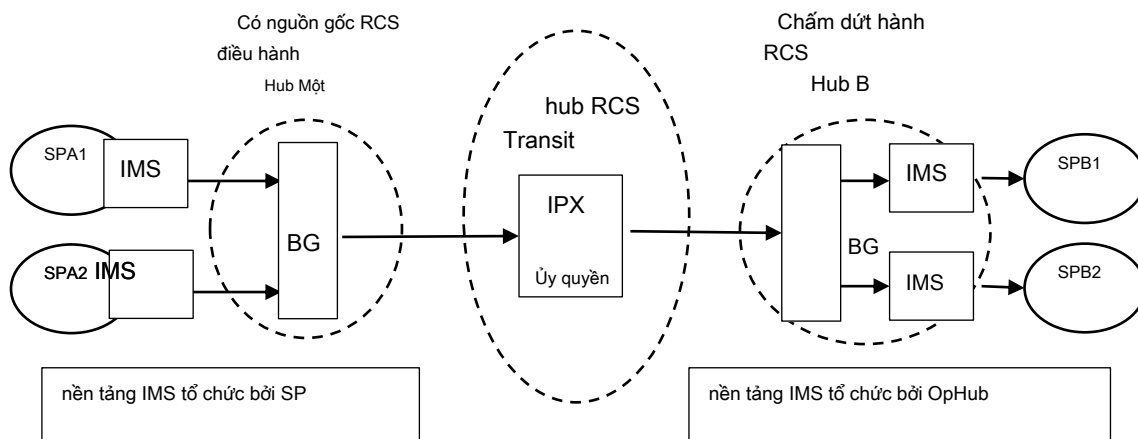 Có nguồn gốc RCS
điều hành
Hub Một
Chấm dứt hành
RCS
Hub B
hub RCS
Transit
SPA1
IMS
SPA2 IMS
BG
IPX
Ủy quyền
BG
IMS
IMS
SPB1
SPB2
nền tảng IMS tổ chức bởi SP
nền tảng IMS tổ chức bởi OpHub